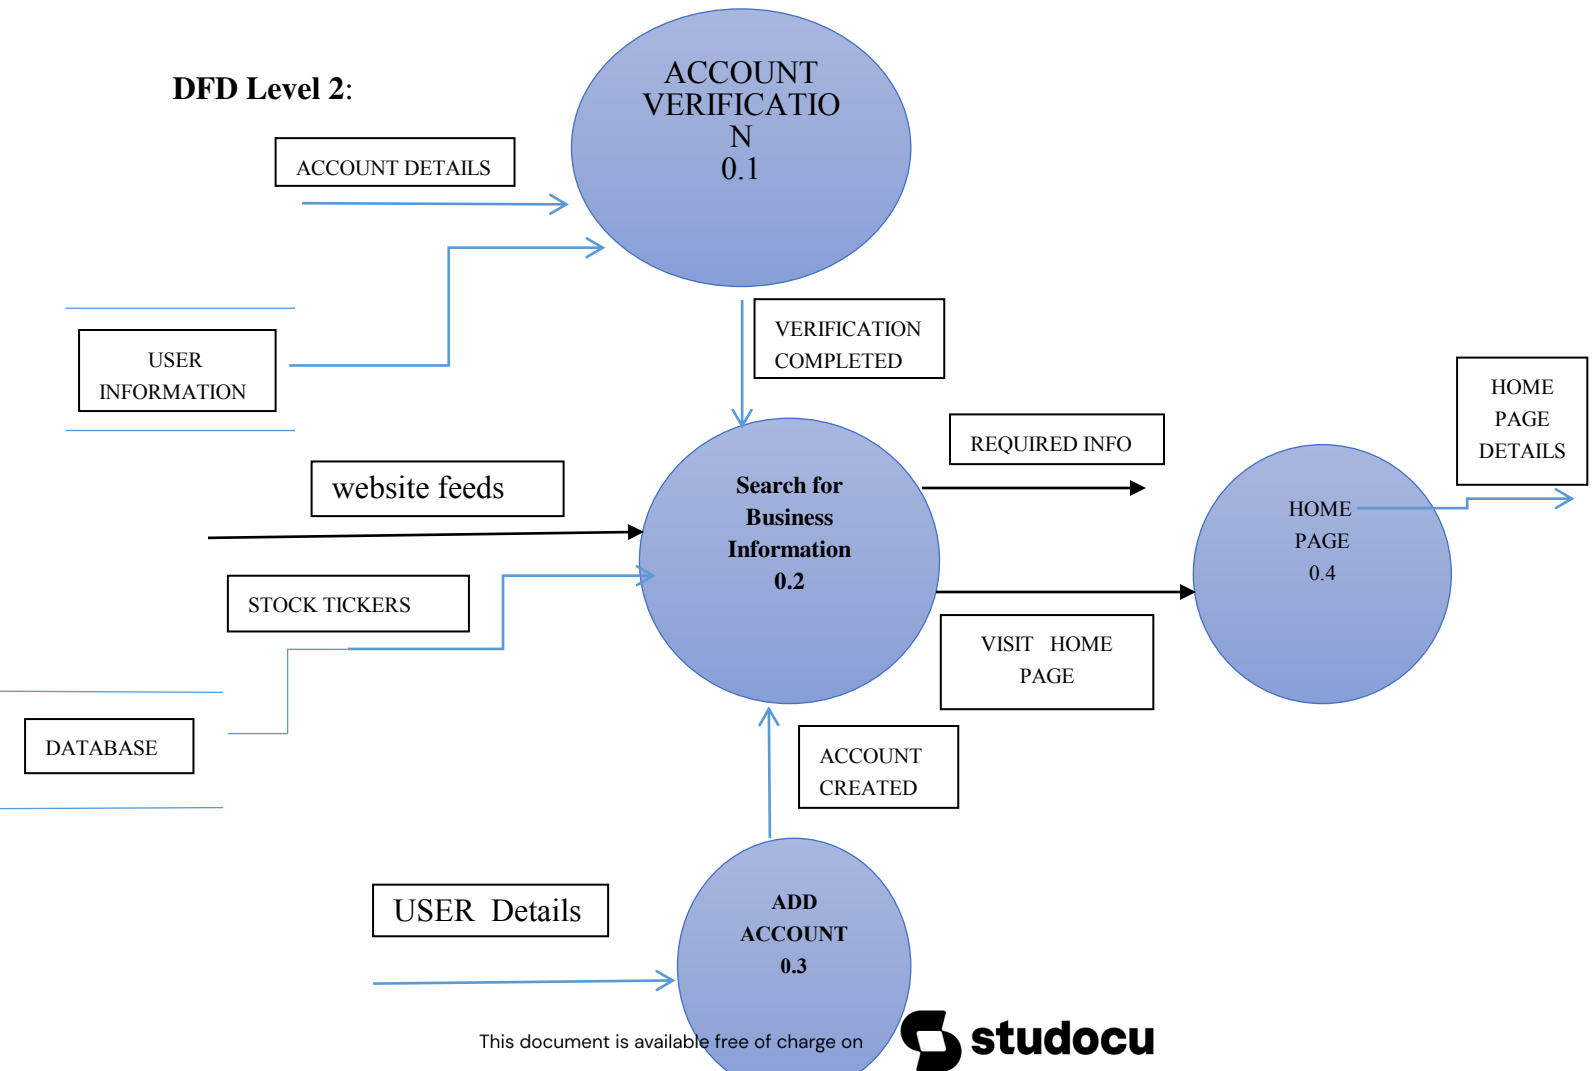 DFD Level 2:
ACCOUNT
VERIFICATIO
N
0.1
ACCOUNT DETAILS
USER
INFORMATION
VERIFICATION
COMPLETED
HOME
PAGE
DETAILS
REQUIRED INFO
website feeds
Search for
Business
Information
0.2
HOME
PAGE
0.4
STOCK TICKERS
VISIT HOME
PAGE
DATABASE
ACCOUNT
CREATED
USER Details
ADD
ACCOUNT
0.3
This document is available free of charge on
studocu